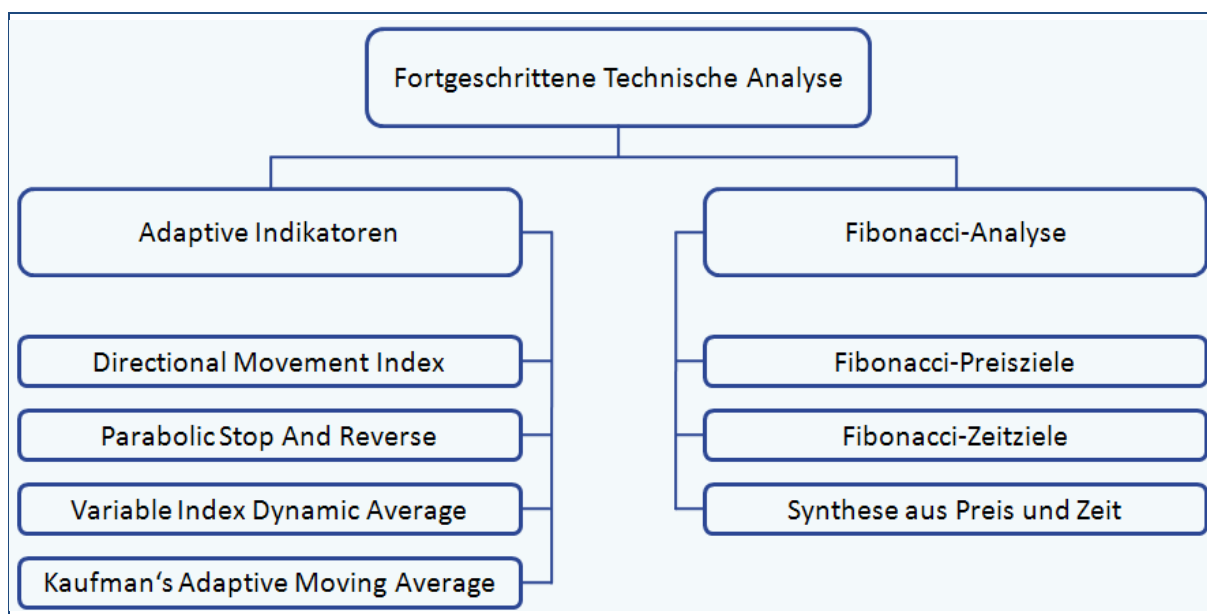 Fortgeschrittene Technische Analyse
Adaptive Indikatoren
Directional Movement Index
Parabolic Stop And Reverse
Variable Index Dynamic Average
Kaufman‘s Adaptive Moving Average
Fibonacci-Analyse
Fibonacci-Preisziele
Fibonacci-Zeitziele
Synthese aus Preis und Zeit